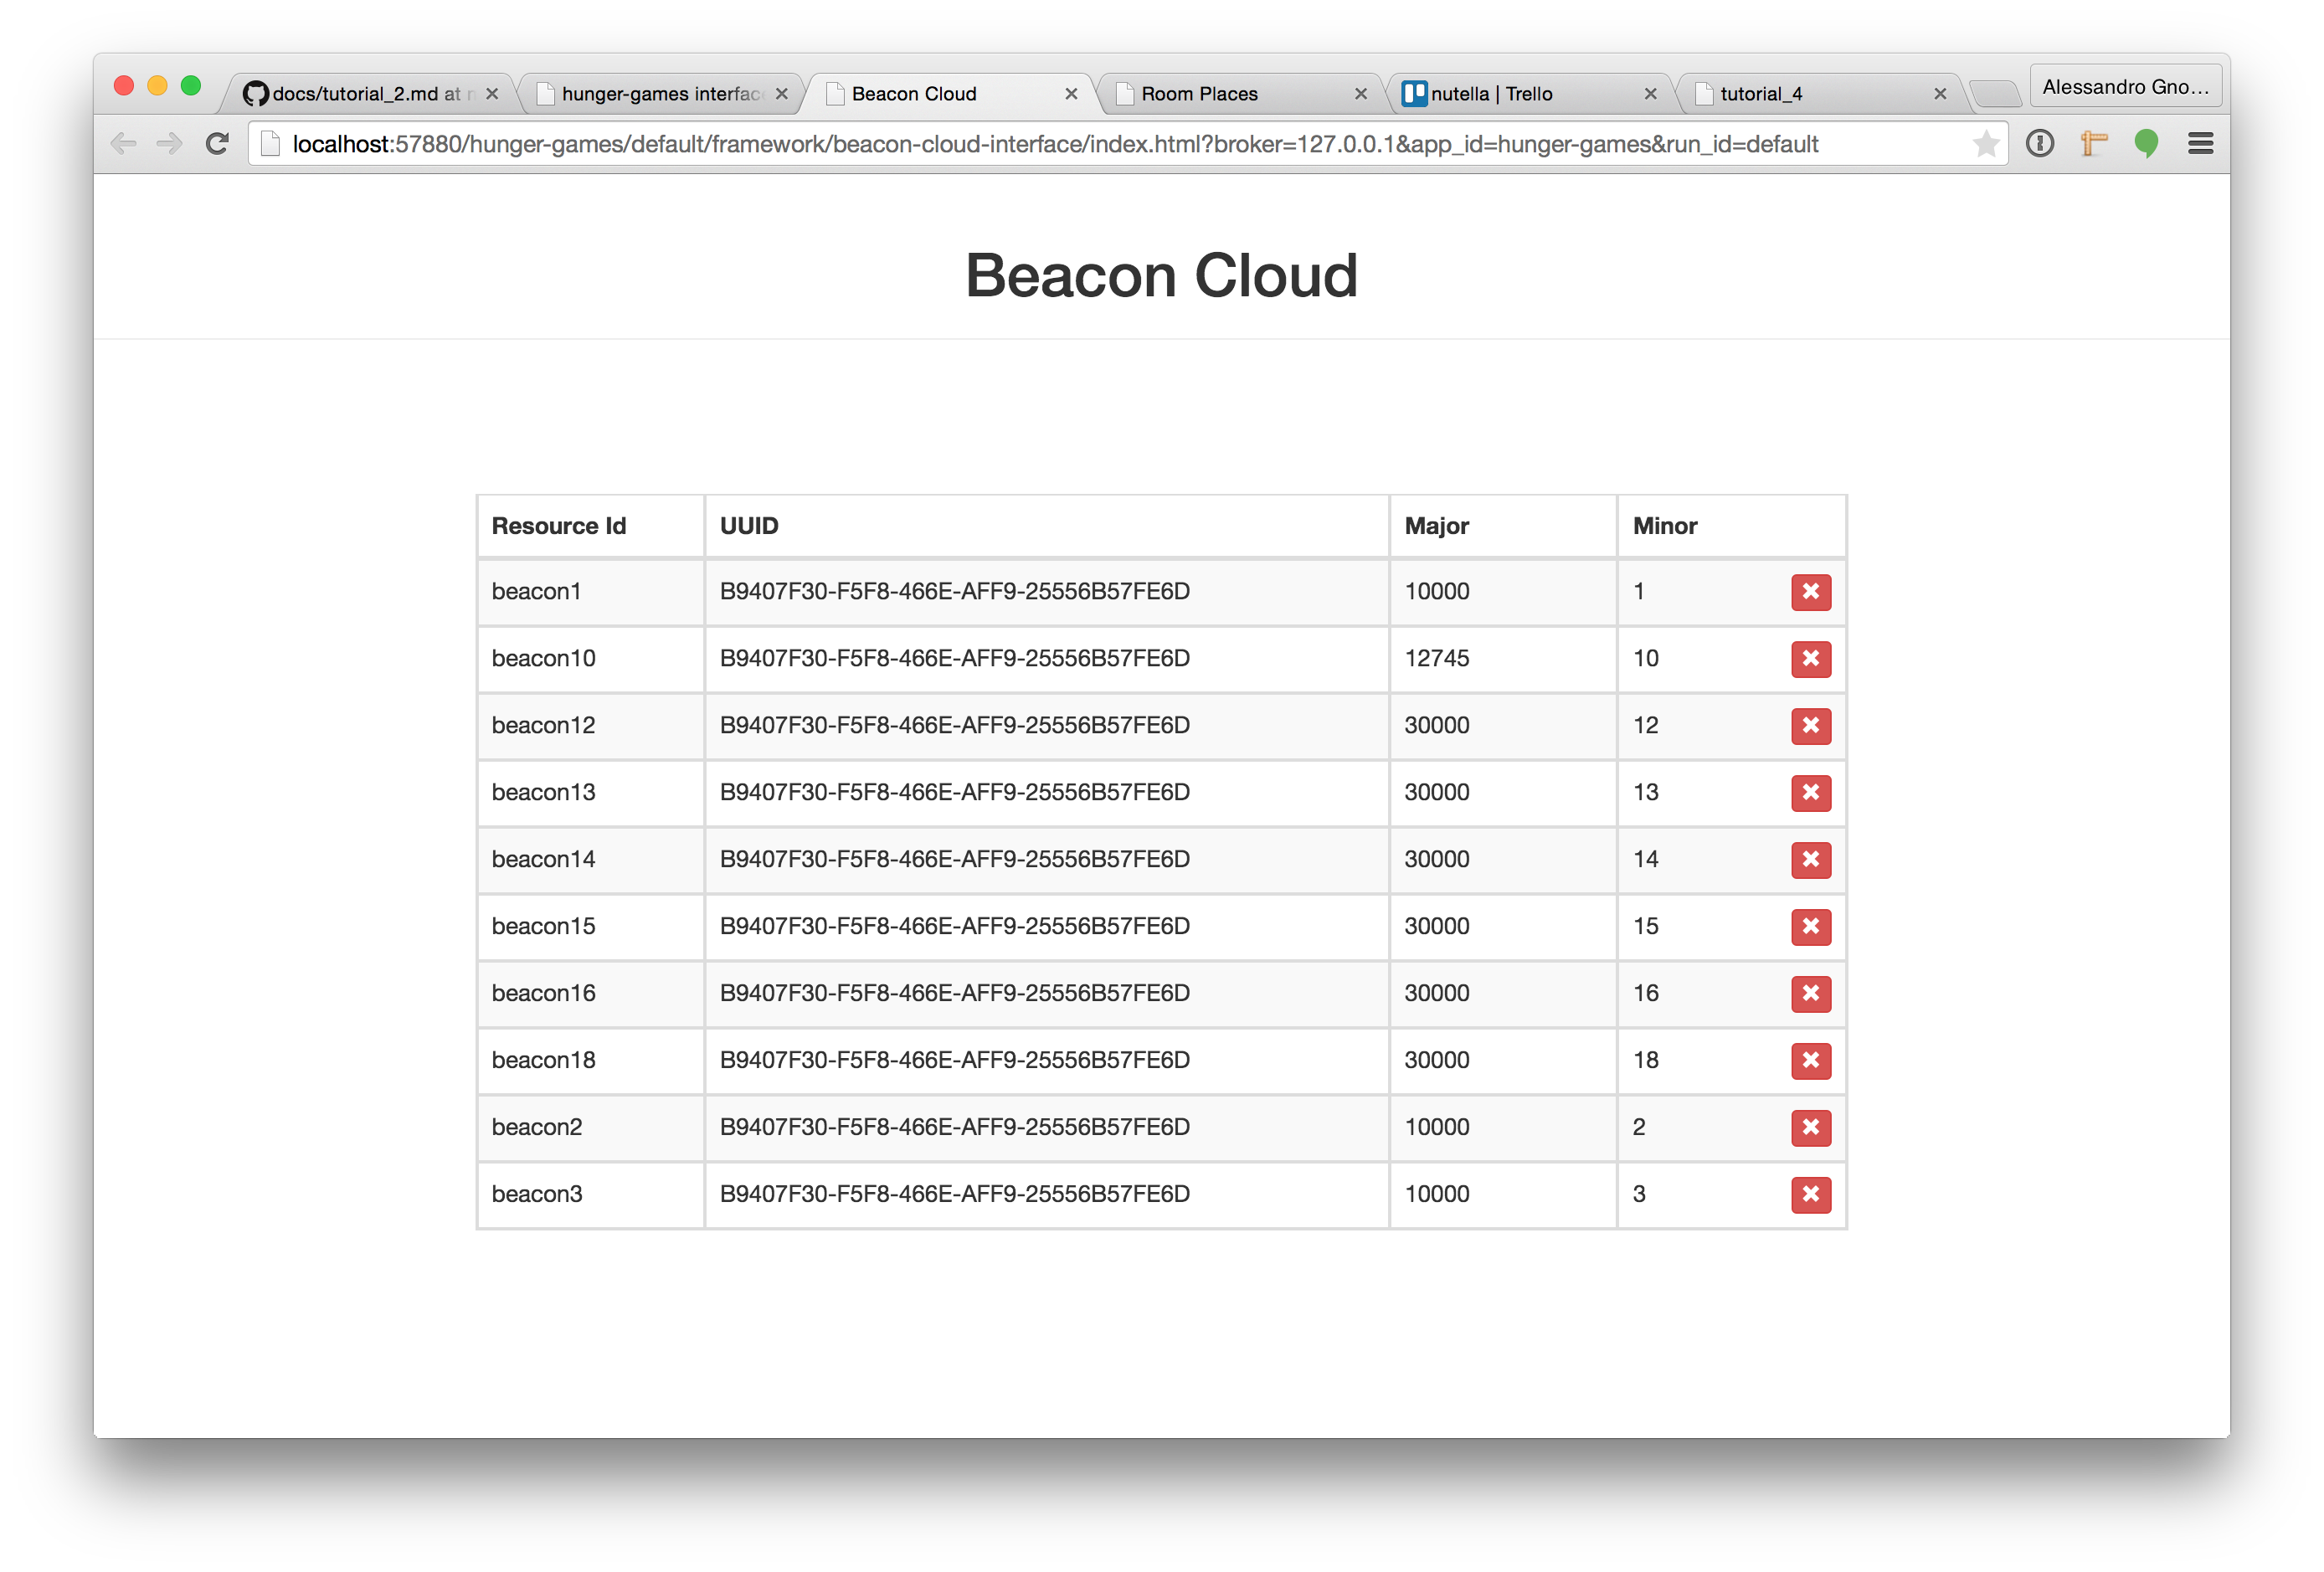 docs/tutorial_2.md at
hunger-games interfac
Beacon Cloud
Room Places
nutella | Trello
tutorial_4
Alessandro Gno...
localhost:57880/hunger-games/default/framework/beacon-cloud-interface/index.html?broker=127.0.0.1&app_id=hunger-games&run_id=default
Beacon Cloud
Resource Id UUID Major Minor
beacon1 B9407F30-F5F8-466E-AFF9-25556B57FE6D 10000 1
beacon10 B9407F30-F5F8-466E-AFF9-25556B57FE6D 12745 10
beacon12 B9407F30-F5F8-466E-AFF9-25556B57FE6D 30000 12
beacon13 B9407F30-F5F8-466E-AFF9-25556B57FE6D 30000 13
beacon14 B9407F30-F5F8-466E-AFF9-25556B57FE6D 30000 14
beacon15 B9407F30-F5F8-466E-AFF9-25556B57FE6D 30000 15
beacon16 B9407F30-F5F8-466E-AFF9-25556B57FE6D 30000 16
beacon18 B9407F30-F5F8-466E-AFF9-25556B57FE6D 30000 18
beacon2 B9407F30-F5F8-466E-AFF9-25556B57FE6D 10000 2
beacon3 B9407F30-F5F8-466E-AFF9-25556B57FE6D 10000 3